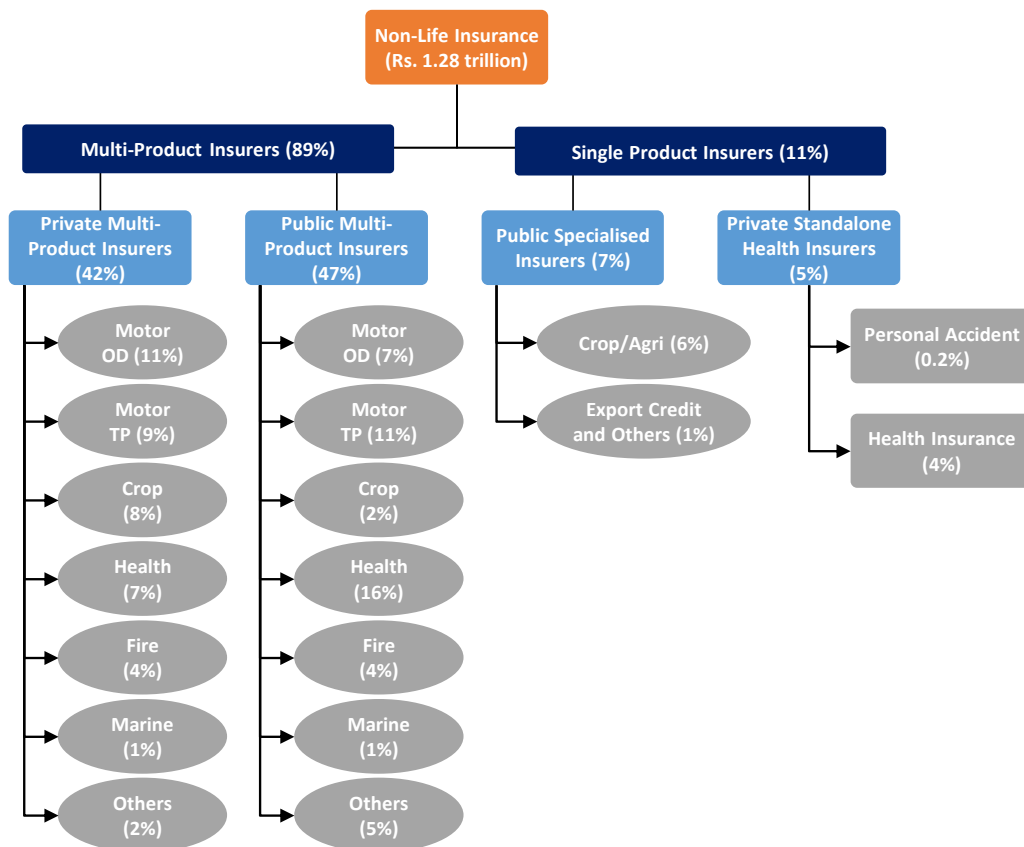 Non-Life Insurance
(Rs. 1.28 trillion)
Multi-Product Insurers (89%)
Single Product Insurers (11%)
Private Multi-
Product Insurers
(42%)
Public Multi-
Product Insurers
(47%)
Public Specialised
Insurers (7%)
Private Standalone
Health Insurers
(5%)
Motor
OD (11%)
Motor
TP (9%)
Crop
(8%)
Health
(7%)
Fire
(4%)
Marine
(1%)
Others
(2%)
Motor
OD (7%)
Motor
TP (11%)
Crop
(2%)
Health
(16%)
Fire
(4%)
Marine
(1%)
Others
(5%)
Crop/Agri (6%)
Export Credit
and Others (1%)
Personal Accident
(0.2%)
Health Insurance
(4%)